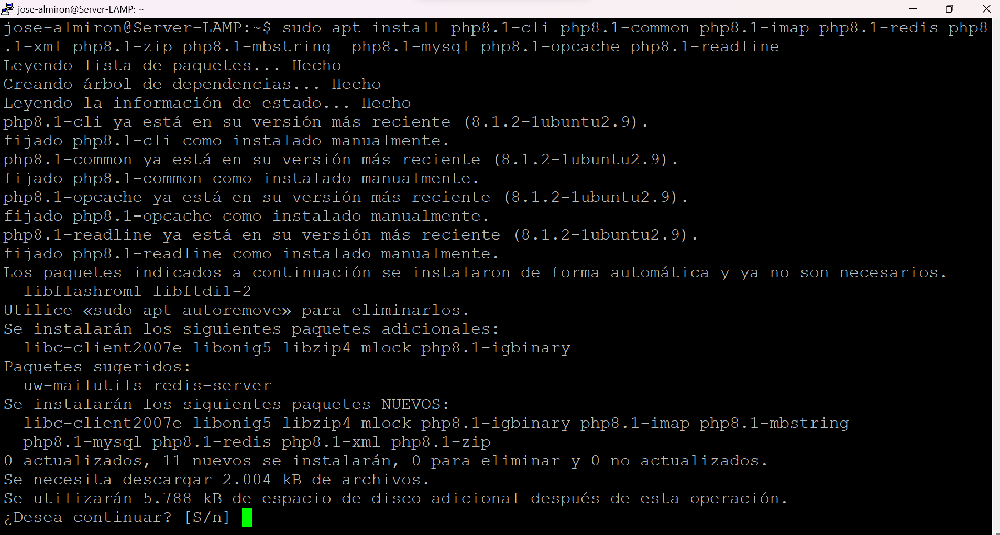 jose-almiron@Server-LAMP: ~
jose-almiron@Server-LAMP:~$ sudo apt install php8.1-cli php8.1-common php8.1-imap php8.1-redis php8
.1-xml php8.1-zip php8.1-mbstring  php8.1-mysql php8.1-opcache php8.1-readline
Leyendo lista de paquetes... Hecho
Creando árbol de dependencias... Hecho
Leyendo la información de estado... Hecho
php8.1-cli ya está en su versión más reciente (8.1.2-1ubuntu2.9).
fijado php8.1-cli como instalado manualmente.
php8.1-common ya está en su versión más reciente (8.1.2-1ubuntu2.9).
fijado php8.1-common como instalado manualmente.
php8.1-opcache ya está en su versión más reciente (8.1.2-1ubuntu2.9).
fijado php8.1-opcache como instalado manualmente.
php8.1-readline ya está en su versión más reciente (8.1.2-1ubuntu2.9).
fijado php8.1-readline como instalado manualmente.
Los paquetes indicados a continuación se instalaron de forma automática y ya no son necesarios.
  libflashrom1 libftdi1-2
Utilice «sudo apt autoremove» para eliminarlos.
Se instalarán los siguientes paquetes adicionales:
  libc-client2007e libonig5 libzip4 mlock php8.1-igbinary
Paquetes sugeridos:
  uw-mailutils redis-server
Se instalarán los siguientes paquetes NUEVOS:
  libc-client2007e libonig5 libzip4 mlock php8.1-igbinary php8.1-imap php8.1-mbstring
  php8.1-mysql php8.1-redis php8.1-xml php8.1-zip
0 actualizados, 11 nuevos se instalarán, 0 para eliminar y 0 no actualizados.
Se necesita descargar 2.004 kB de archivos.
Se utilizarán 5.788 kB de espacio de disco adicional después de esta operación.
¿Desea continuar? [S/n]